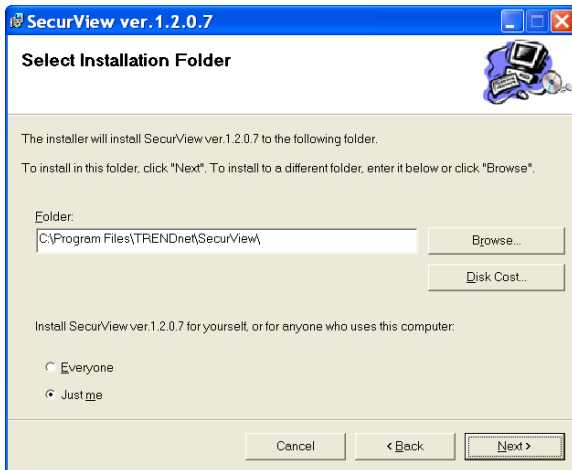 SecurView ver.1.2.0.7
Select Installation Folder
The installer will install SecurView ver.1.2.0.7 to the following folder.
To install in this folder, click "Next". To install to a different folder, enter it below or click "Browse".
Folder:
C:\Program Files\TRENDnet\SecurView\
Browse...
Disk Cost...
Install SecurView ver.1.2.0.7 for yourself, or for anyone who uses this computer:
Everyone
Just me
Cancel
< Back
Next >